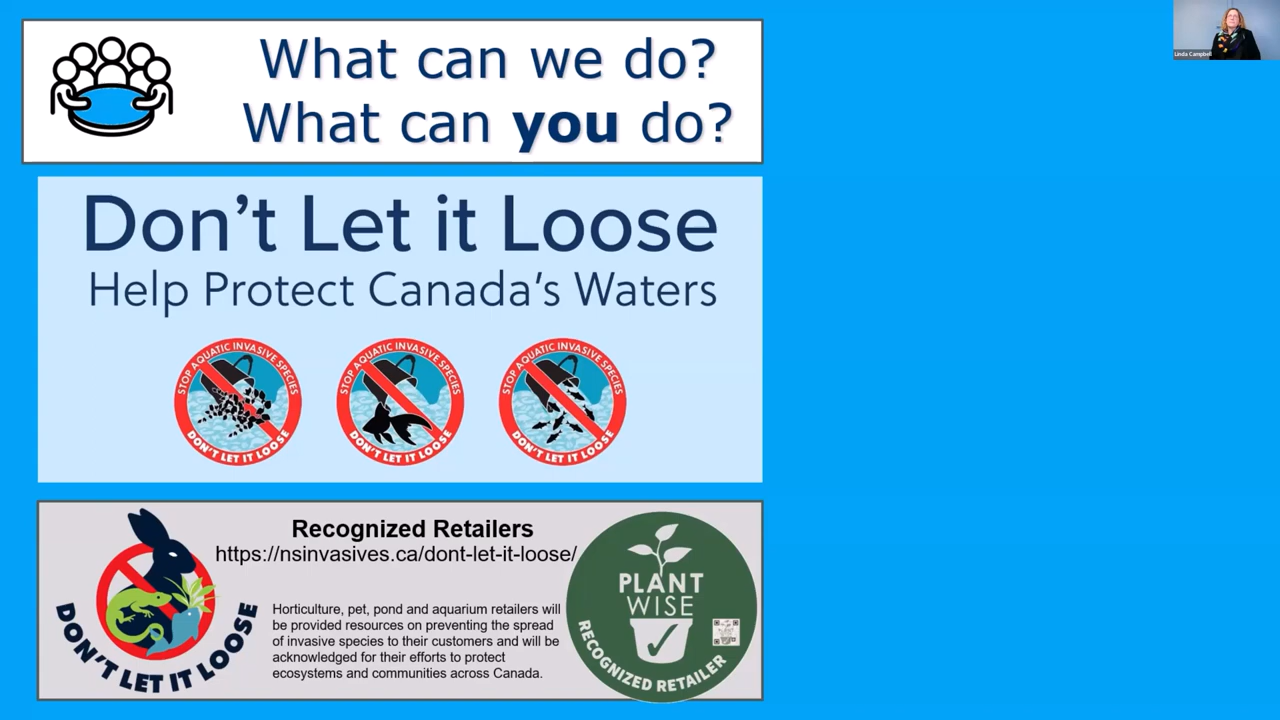 What can we do?
What can you do?
Don't Let it Loose
Help Protect Canada's Waters
STOP AQUATIC INVASIVE SPECIES
DON'T LET IT LOOSE
STOP AQUATIC INVASIVE SPECIES
DON'T LET IT LOOSE
STOP AQUATIC INVASIVE SPECIES
DON'T LET IT LOOSE
Recognized Retailers
https://nsinvasives.ca/dont-let-it-loose/
Horticulture, pet, pond and aquarium retailers will
be provided resources on preventing the spread
of invasive species to their customers and will be
acknowledged for their efforts to protect
ecosystems and communities across Canada.
DON'T LET IT LOOSE
PLANT
WISE
RECOGNIZED RETAILER
Linda Campbell